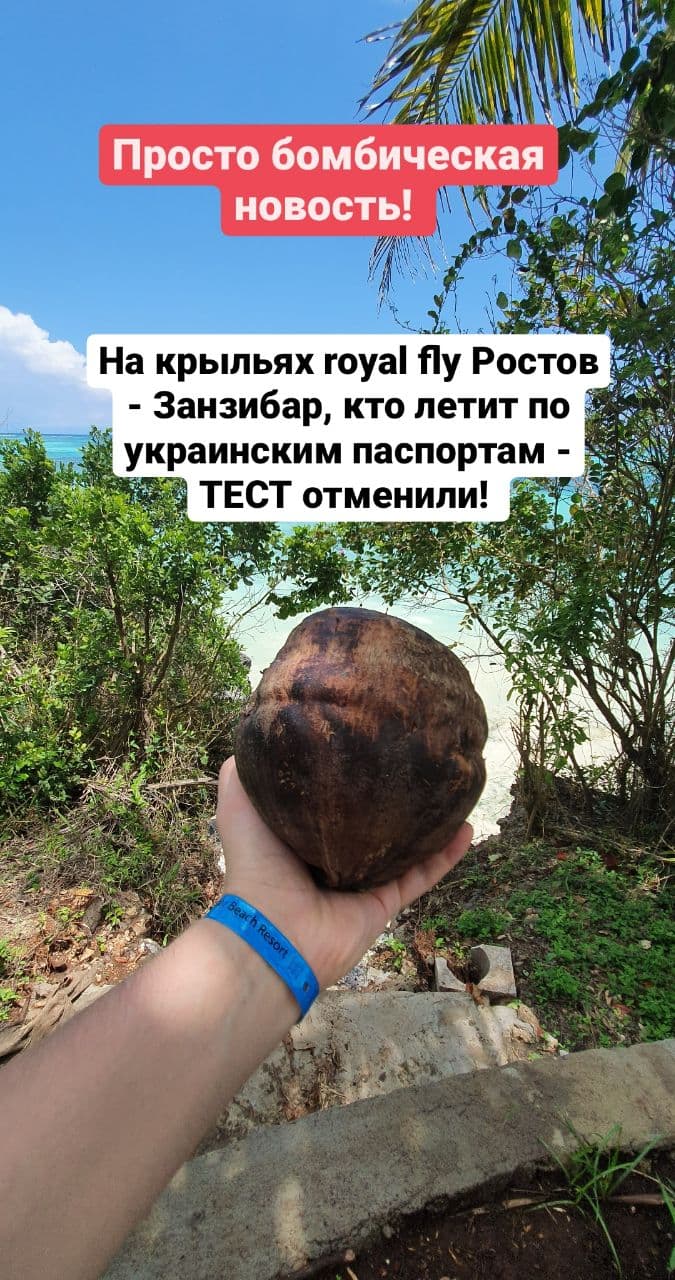 Просто бомбическая
новость!
На крыльях royal fly Ростов
- Занзибар, кто летит по
украинским паспортам -
ТЕСТ отменили!
Beach Resort